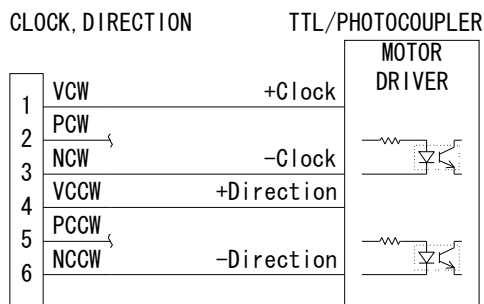 CLOCK,DIRECTION TTL/PHOTOCOUPLER
MOTOR
DRIVER
1 VCW +Clock
2 PCW
3 NCW -Clock
4 VCCW +Direction
5 PCCW
6 NCCW -Direction